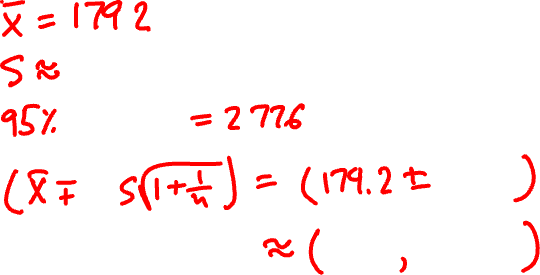 x̄ = 179 2
S ≈
95% = 2 776
(x̄ ∓ S√(1+1/n)) = (179.2 ± )
≈ ( , )